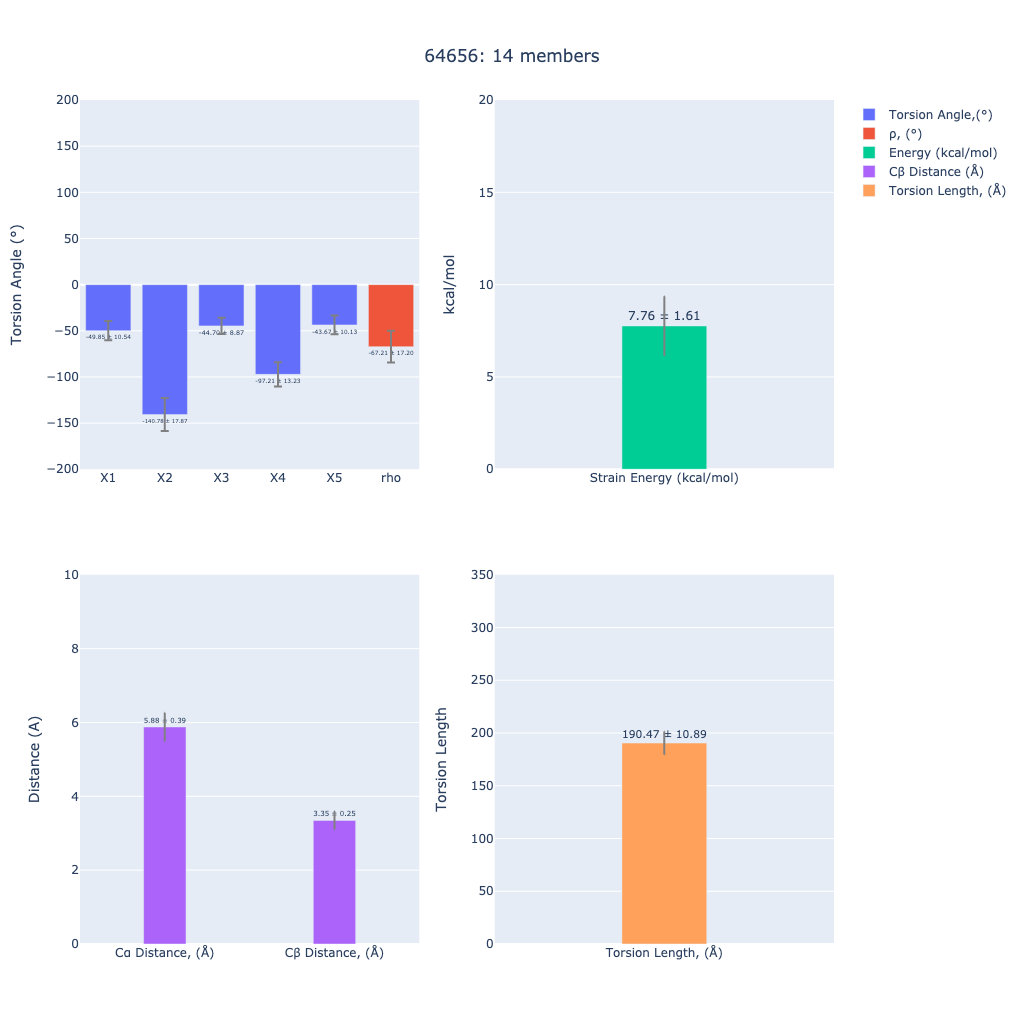 64656: 14 members
Torsion Angle (°)
200
150
100
50
0
−50
−100
−150
−200
-49.85 ± 10.54
-140.76 ± 17.87
-44.70 ± 8.87
-97.21 ± 13.23
-43.67 ± 10.13
-67.21 ± 17.20
X1 X2 X3 X4 X5 rho
kcal/mol
20
15
10
5
0
7.76 ± 1.61
Strain Energy (kcal/mol)
Torsion Angle,(°)
ρ, (°)
Energy (kcal/mol)
Cβ Distance (Å)
Torsion Length, (Å)
Distance (A)
10
8
6
4
2
0
5.88 ± 0.39
3.35 ± 0.25
Cα Distance, (Å) Cβ Distance, (Å)
Torsion Length
350
300
250
200
150
100
50
0
190.47 ± 10.89
Torsion Length, (Å)